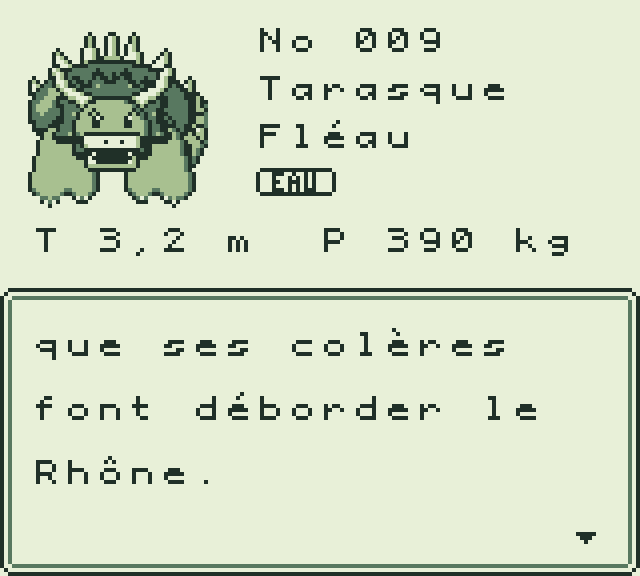 No 009
Tarasque
Fléau
EAU
T 3,2 m P 390 kg
que ses colères
font déborder le
Rhône.